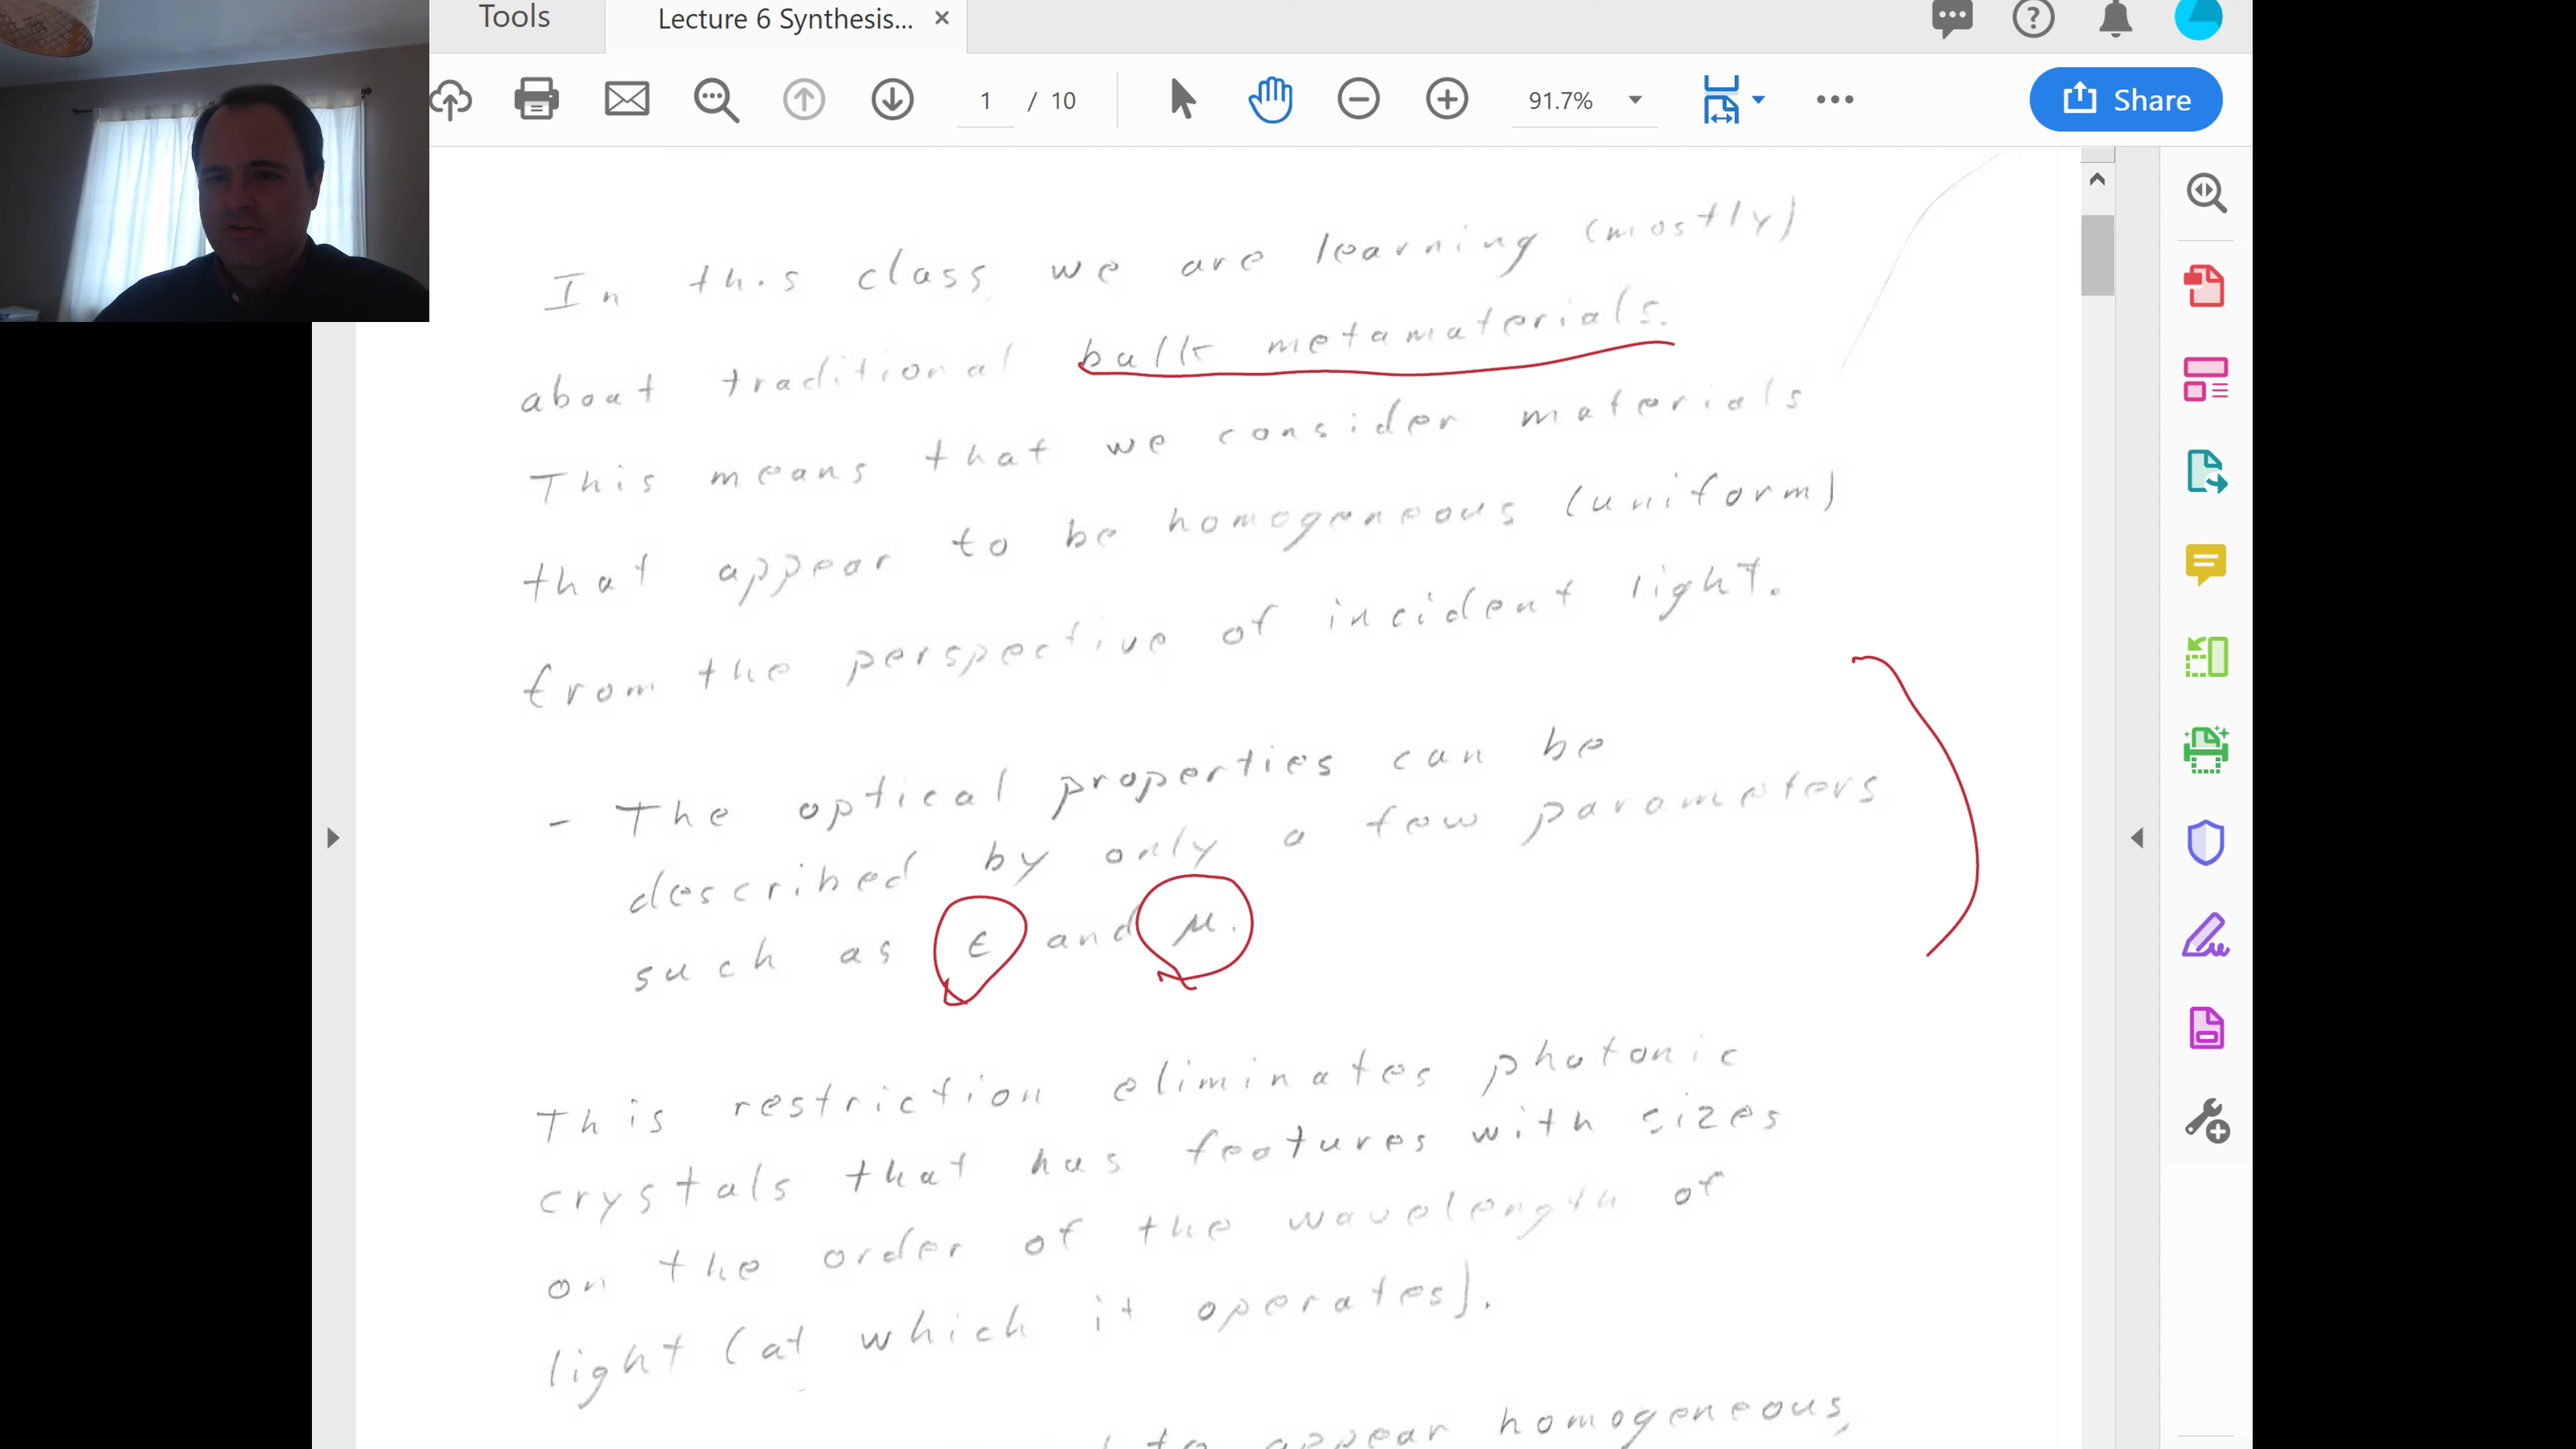 Tools
Lecture 6 Synthesis...
1 / 10
91.7%
Share
In this class we are learning (mostly)
about traditional bulk metamaterials.
This means that we consider materials
that appear to be homogeneous (uniform)
from the perspective of incident light.
- The optical properties can be
described by only a few parameters
such as ϵ and μ.
This restriction eliminates photonic
crystals that has features with sizes
on the order of the wavelength of
light (at which it operates).
to appear homogeneous,